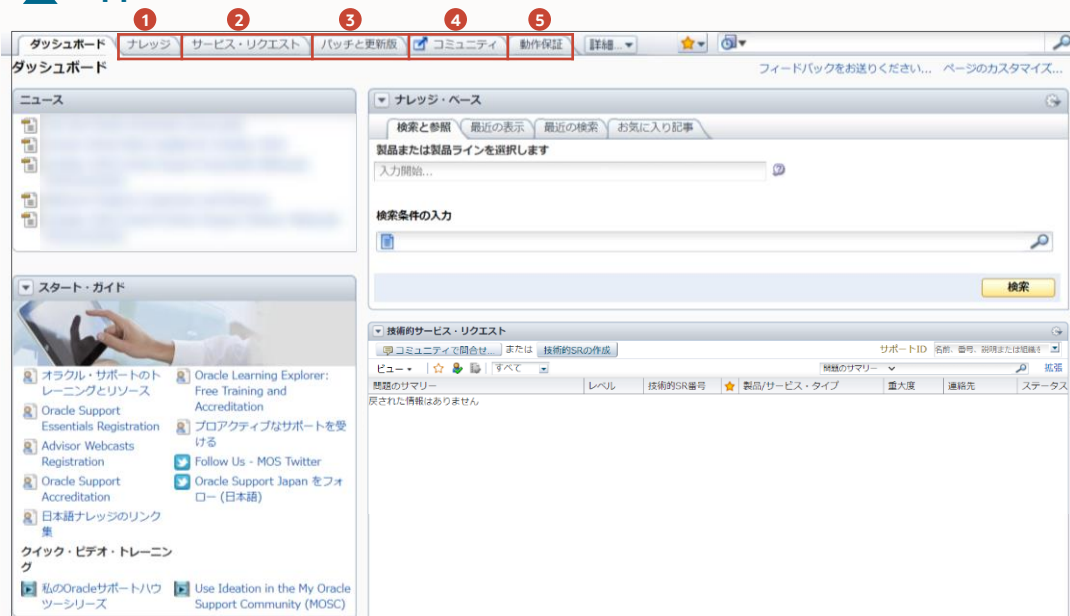 1 2 3 4 5
ダッシュボード ナレッジ サービス・リクエスト パッチと更新版 コミュニティ 動作保証 詳細...
ダッシュボード フィードバックをお送りください... ページのカスタマイズ...
ニュース
ナレッジ・ベース
検索と参照 最近の表示 最近の検索 お気に入り記事
製品または製品ラインを選択します
入力開始...
検索条件の入力
検索
スタート・ガイド
オラクル・サポートのト
レーニングとリソース
Oracle Support
Essentials Registration
Advisor Webcasts
Registration
Oracle Support
Accreditation
日本語ナレッジのリンク
集
Oracle Learning Explorer:
Free Training and
Accreditation
プロアクティブなサポートを受
ける
Follow Us - MOS Twitter
Oracle Support Japan をフォ
ロー (日本語)
クイック・ビデオ・トレーニン
グ
私のOracleサポートハウ
ツーシリーズ
Use Ideation in the My Oracle
Support Community (MOSC)
技術的サービス・リクエスト
コミュニティで問合せ... または 技術的SRの作成 サポートID 名前、番号、説明または組織を
ビュー すべて 問題のサマリー 拡張
問題のサマリー レベル 技術的SR番号 製品/サービス・タイプ 重大度 連絡先 ステータス
戻された情報はありません